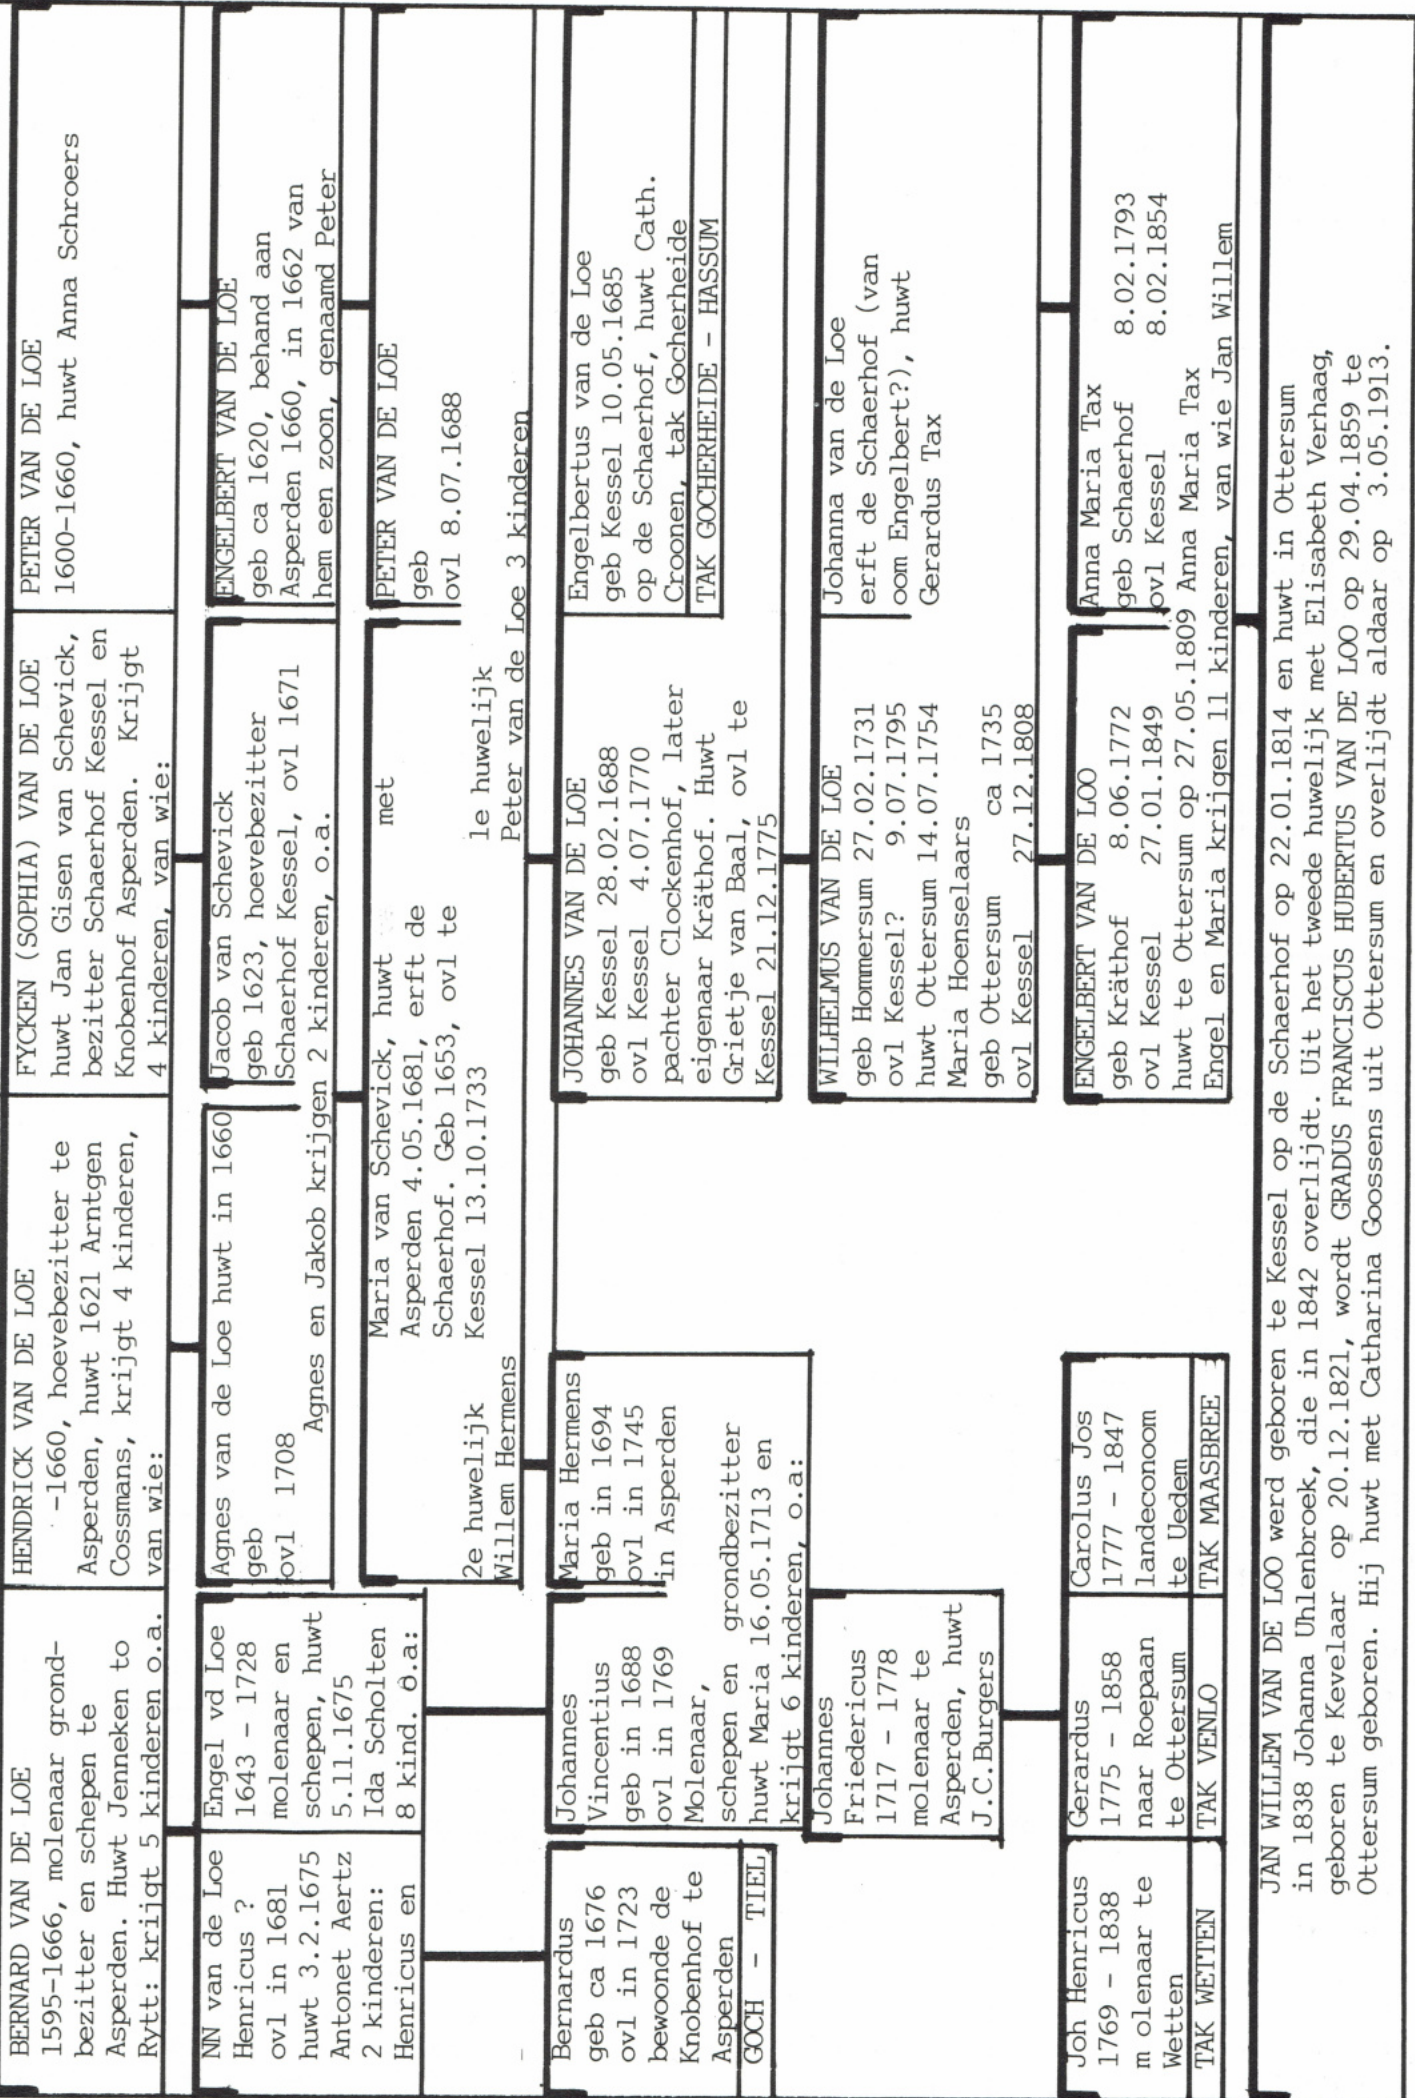 BERNARD VAN DE LOE
1595-1666, molenaar grond-
bezitter en schepen te
Asperden. Huwt Jenneken to
Rytt: krijgt 5 kinderen o.a.
HENDRICK VAN DE LOE
-1660, hoevebezitter te
Asperden, huwt 1621 Arntgen
Cossmans, krijgt 4 kinderen,
van wie:
FYCKEN (SOPHIA) VAN DE LOE
huwt Jan Gisen van Schevick,
bezitter Schaerhof Kessel en
Knobenhof Asperden. Krijgt
4 kinderen, van wie:
PETER VAN DE LOE
1600-1660, huwt Anna Schroers
NN van de Loe
Henricus ?
ovl in 1681
huwt 3.2.1675
Antonet Aertz
2 kinderen:
Henricus en
Engel vd Loe
1643 - 1728
molenaar en
schepen, huwt
5.11.1675
Ida Scholten
8 kind. o.a:
Agnes van de Loe huwt in 1660
geb
ovl 1708
Jacob van Schevick
geb 1623, hoevebezitter
Schaerhof Kessel, ovl 1671
Agnes en Jakob krijgen 2 kinderen, o.a.
ENGELBERT VAN DE LOE
geb ca 1620, behand aan
Asperden 1660, in 1662 van
hem een zoon, genaamd Peter
Maria van Schevick, huwt met
Asperden 4.05.1681, erft de
Schaerhof. Geb 1653, ovl te
Kessel 13.10.1733
PETER VAN DE LOE
geb
ovl 8.07.1688
2e huwelijk
Willem Hermens
1e huwelijk
Peter van de Loe 3 kinderen
Bernardus
geb ca 1676
ovl in 1723
bewoonde de
Knobenhof te
Asperden
GOCH - TIEL
Johannes
Vincentius
geb in 1688
ovl in 1769
Molenaar,
schepen en grondbezitter
huwt Maria 16.05.1713 en
krijgt 6 kinderen, o.a:
Maria Hermens
geb in 1694
ovl in 1745
in Asperden
JOHANNES VAN DE LOE
geb Kessel 28.02.1688
ovl Kessel 4.07.1770
pachter Clockenhof, later
eigenaar Kräthof. Huwt
Grietje van Baal, ovl te
Kessel 21.12.1775
Engelbertus van de Loe
geb Kessel 10.05.1685
op de Schaerhof, huwt Cath.
Croonen, tak Gocherheide
TAK GOCHERHEIDE - HASSUM
Johannes
Friedericus
1717 - 1778
molenaar te
Asperden, huwt
J.C.Burgers
WILHELMUS VAN DE LOE
geb Hommersum 27.02.1731
ovl Kessel? 9.07.1795
huwt Ottersum 14.07.1754
Maria Hoenselaars
geb Ottersum ca 1735
ovl Kessel 27.12.1808
Johanna van de Loe
erft de Schaerhof (van
oom Engelbert?), huwt
Gerardus Tax
Joh Henricus
1769 - 1838
m olenaar te
Wetten
TAK WETTEN
Gerardus
1775 - 1858
naar Roepaan
te Ottersum
TAK VENLO
Carolus Jos
1777 - 1847
landeconoom
te Uedem
TAK MAASBREE
ENGELBERT VAN DE LOO
geb Kräthof 8.06.1772
ovl Kessel 27.01.1849
Anna Maria Tax
geb Schaerhof 8.02.1793
ovl Kessel 8.02.1854
huwt te Ottersum op 27.05.1809 Anna Maria Tax
Engel en Maria krijgen 11 kinderen, van wie Jan Willem
JAN WILLEM VAN DE LOO werd geboren te Kessel op de Schaerhof op 22.01.1814 en huwt in Ottersum
in 1838 Johanna Uhlenbroek, die in 1842 overlijdt. Uit het tweede huwelijk met Elisabeth Verhaag,
geboren te Kevelaar op 20.12.1821, wordt GRADUS FRANCISCUS HUBERTUS VAN DE LOO op 29.04.1859 te
Ottersum geboren. Hij huwt met Catharina Goossens uit Ottersum en overlijdt aldaar op 3.05.1913.